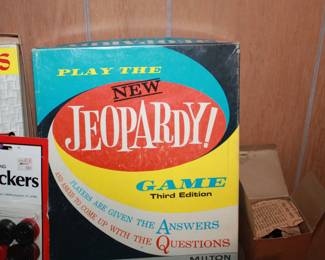 S
PLAY THE
NEW
JEOPARDY!
GAME
Third Edition
PLAYERS ARE GIVEN THE ANSWERS
AND ASKED TO COME UP WITH THE QUESTIONS
MILTON
ckers